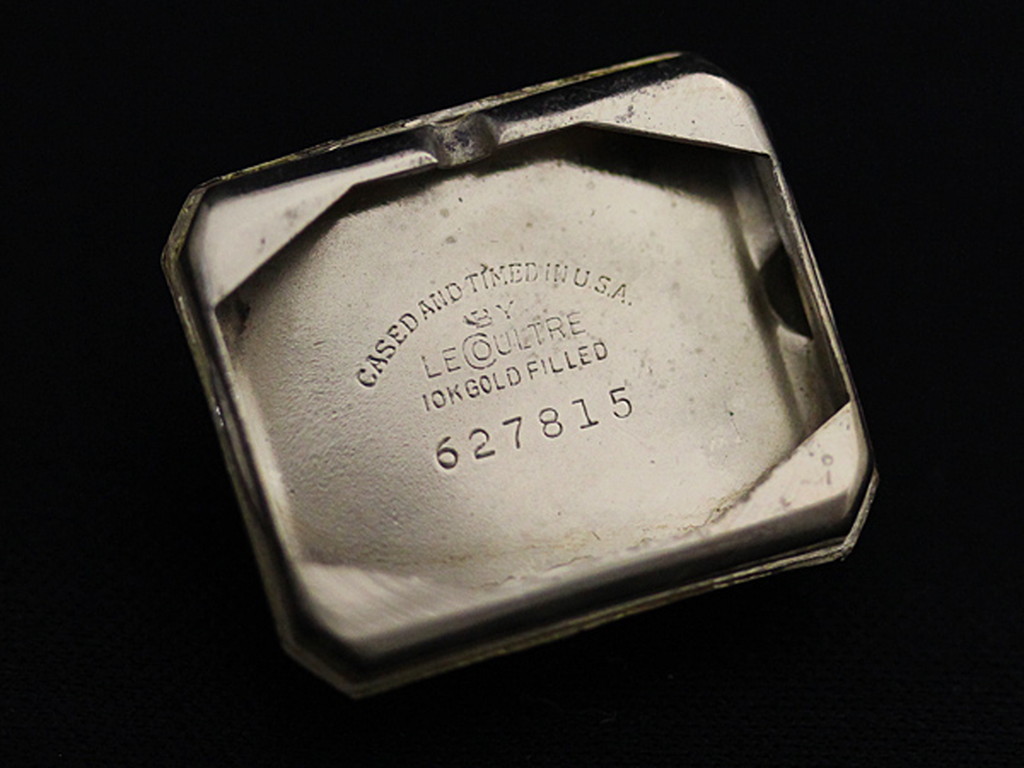 CASED AND TIMED IN U.S.A.
BY
LECOULTRE
10K GOLD FILLED
627815